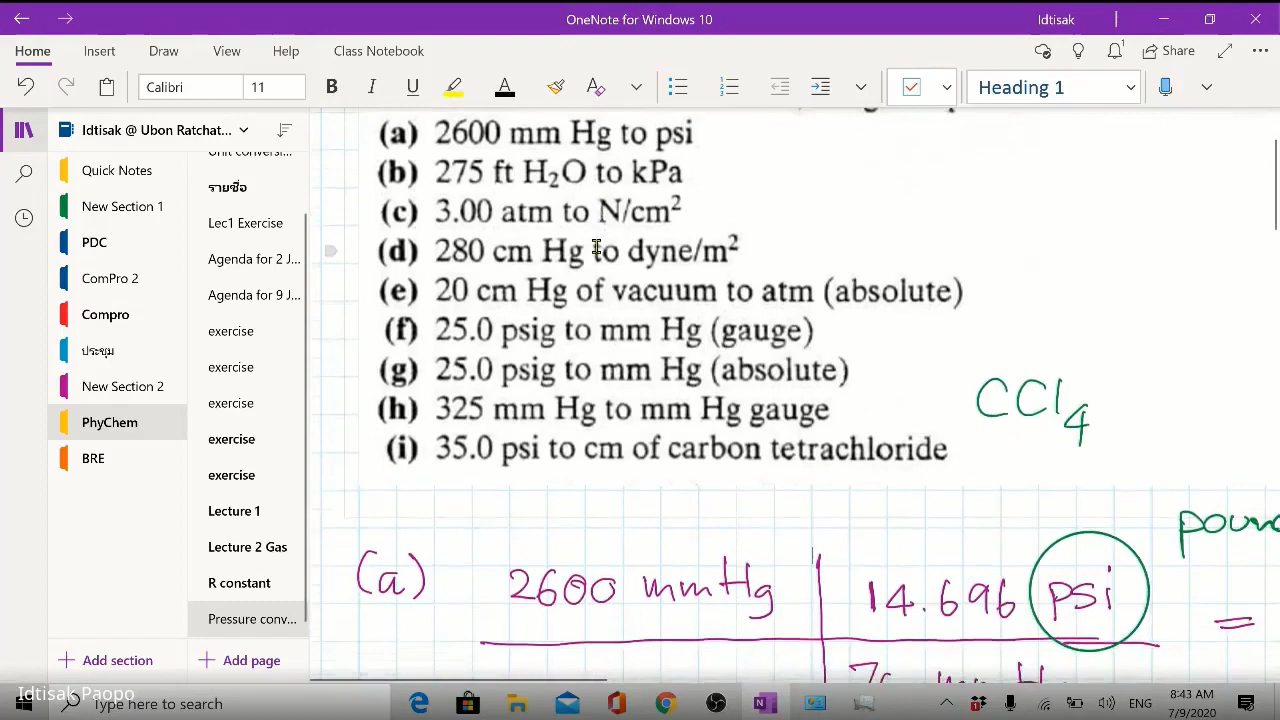 OneNote for Windows 10
Idtisak
Home Insert Draw View Help Class Notebook
Share
Calibri 11 B I U A Heading 1
Idtisak @ Ubon Ratchat...
Quick Notes
New Section 1
PDC
ComPro 2
Compro
ประชุม
New Section 2
PhyChem
BRE
รายชื่อ
Lec1 Exercise
Agenda for 2 J...
Agenda for 9 J...
exercise
exercise
exercise
exercise
exercise
Lecture 1
Lecture 2 Gas
R constant
Pressure conv...
(a) 2600 mm Hg to psi
(b) 275 ft H₂O to kPa
(c) 3.00 atm to N/cm²
(d) 280 cm Hg to dyne/m²
(e) 20 cm Hg of vacuum to atm (absolute)
(f) 25.0 psig to mm Hg (gauge)
(g) 25.0 psig to mm Hg (absolute)
(h) 325 mm Hg to mm Hg gauge
(i) 35.0 psi to cm of carbon tetrachloride
CCl₄
(a) 2600 mmHg 14.696 psi =
+ Add section + Add page
Idtisak Paopo
Type here to search
ENG
8:43 AM
7/9/2020